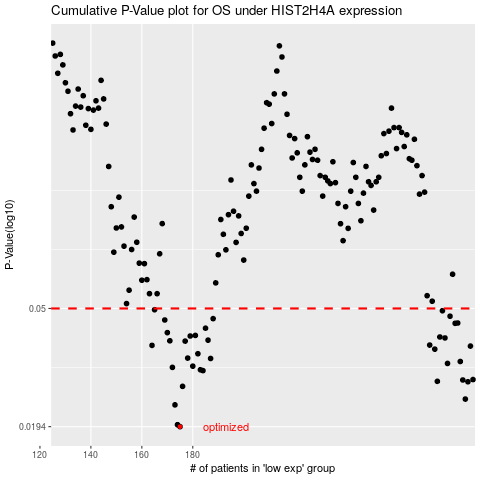 Cumulative P-Value plot for OS under HIST2H4A expression
P-Value(log10)
0.05
0.0194
optimized
120 140 160 180
# of patients in 'low exp' group